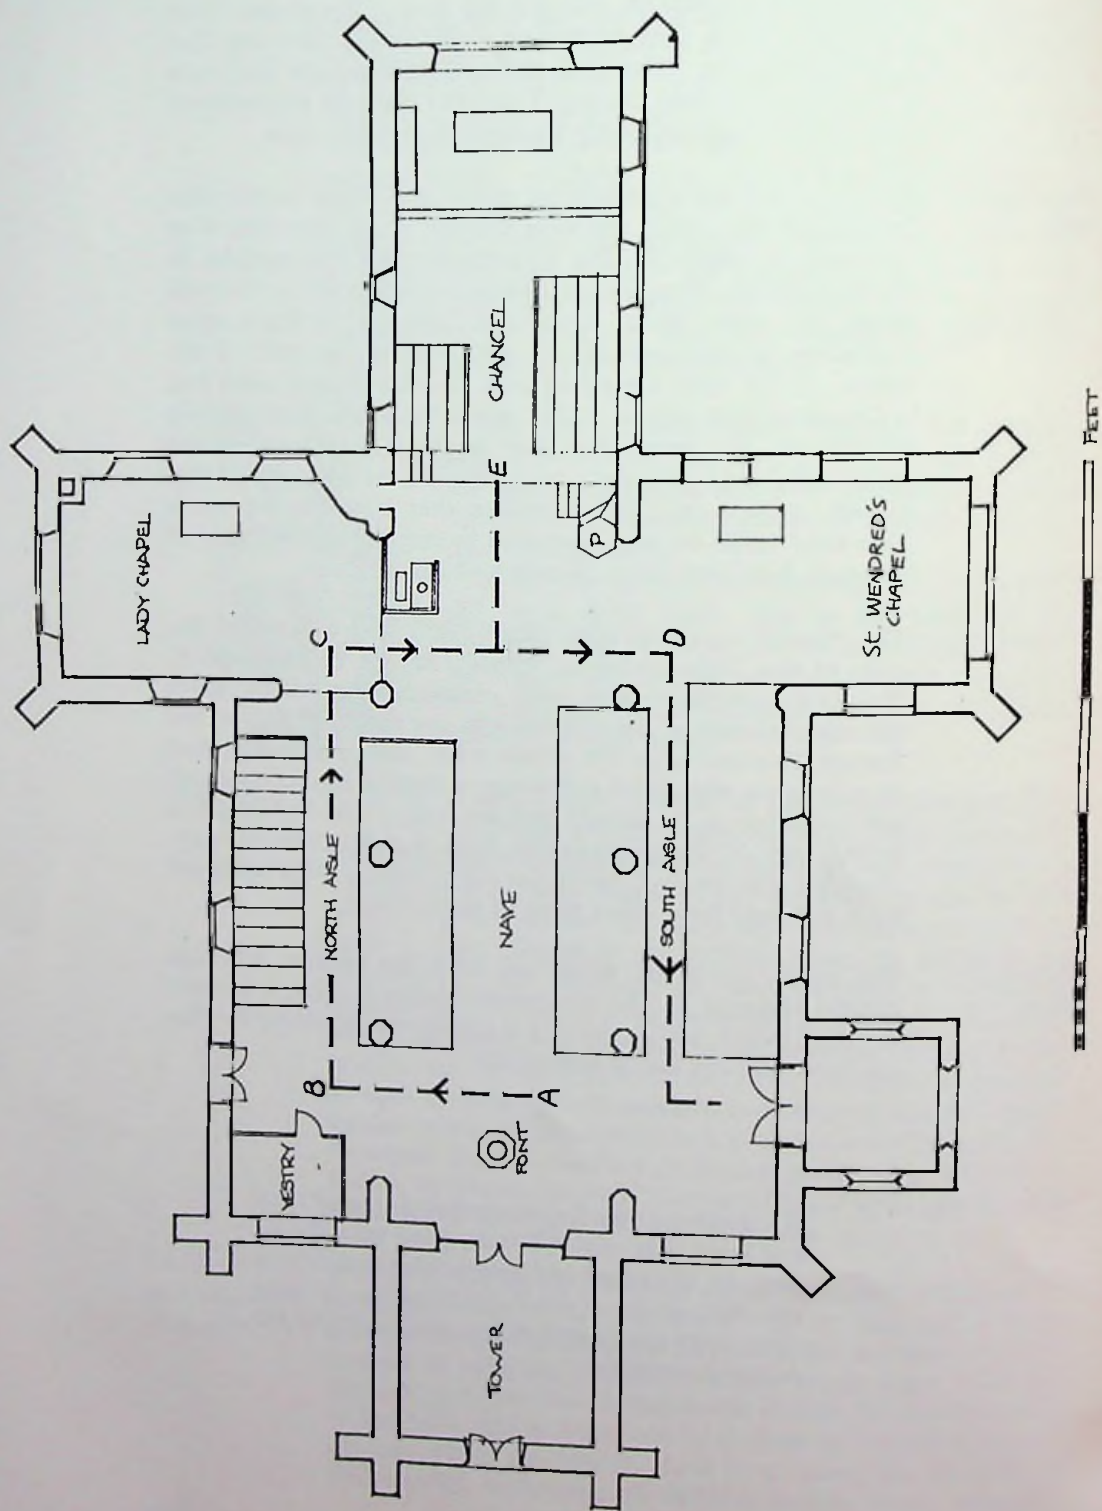 LADY CHAPEL
CHANCEL
St. WENDRED'S
CHAPEL
C
E
P
D
NORTH AISLE
NAVE
SOUTH AISLE
B
A
VESTRY
FONT
TOWER
FEET